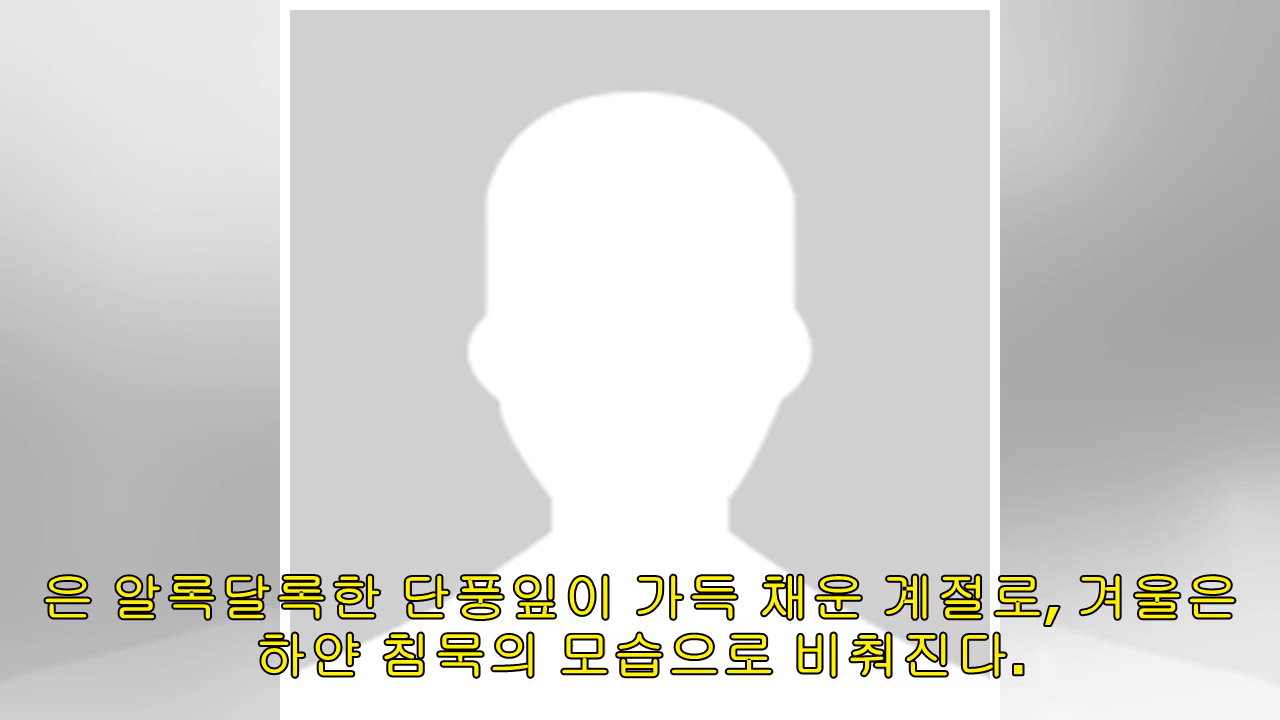 은 알록달록한 단풍잎이 가득 채운 계절로, 겨울은
하얀 침묵의 모습으로 비춰진다.